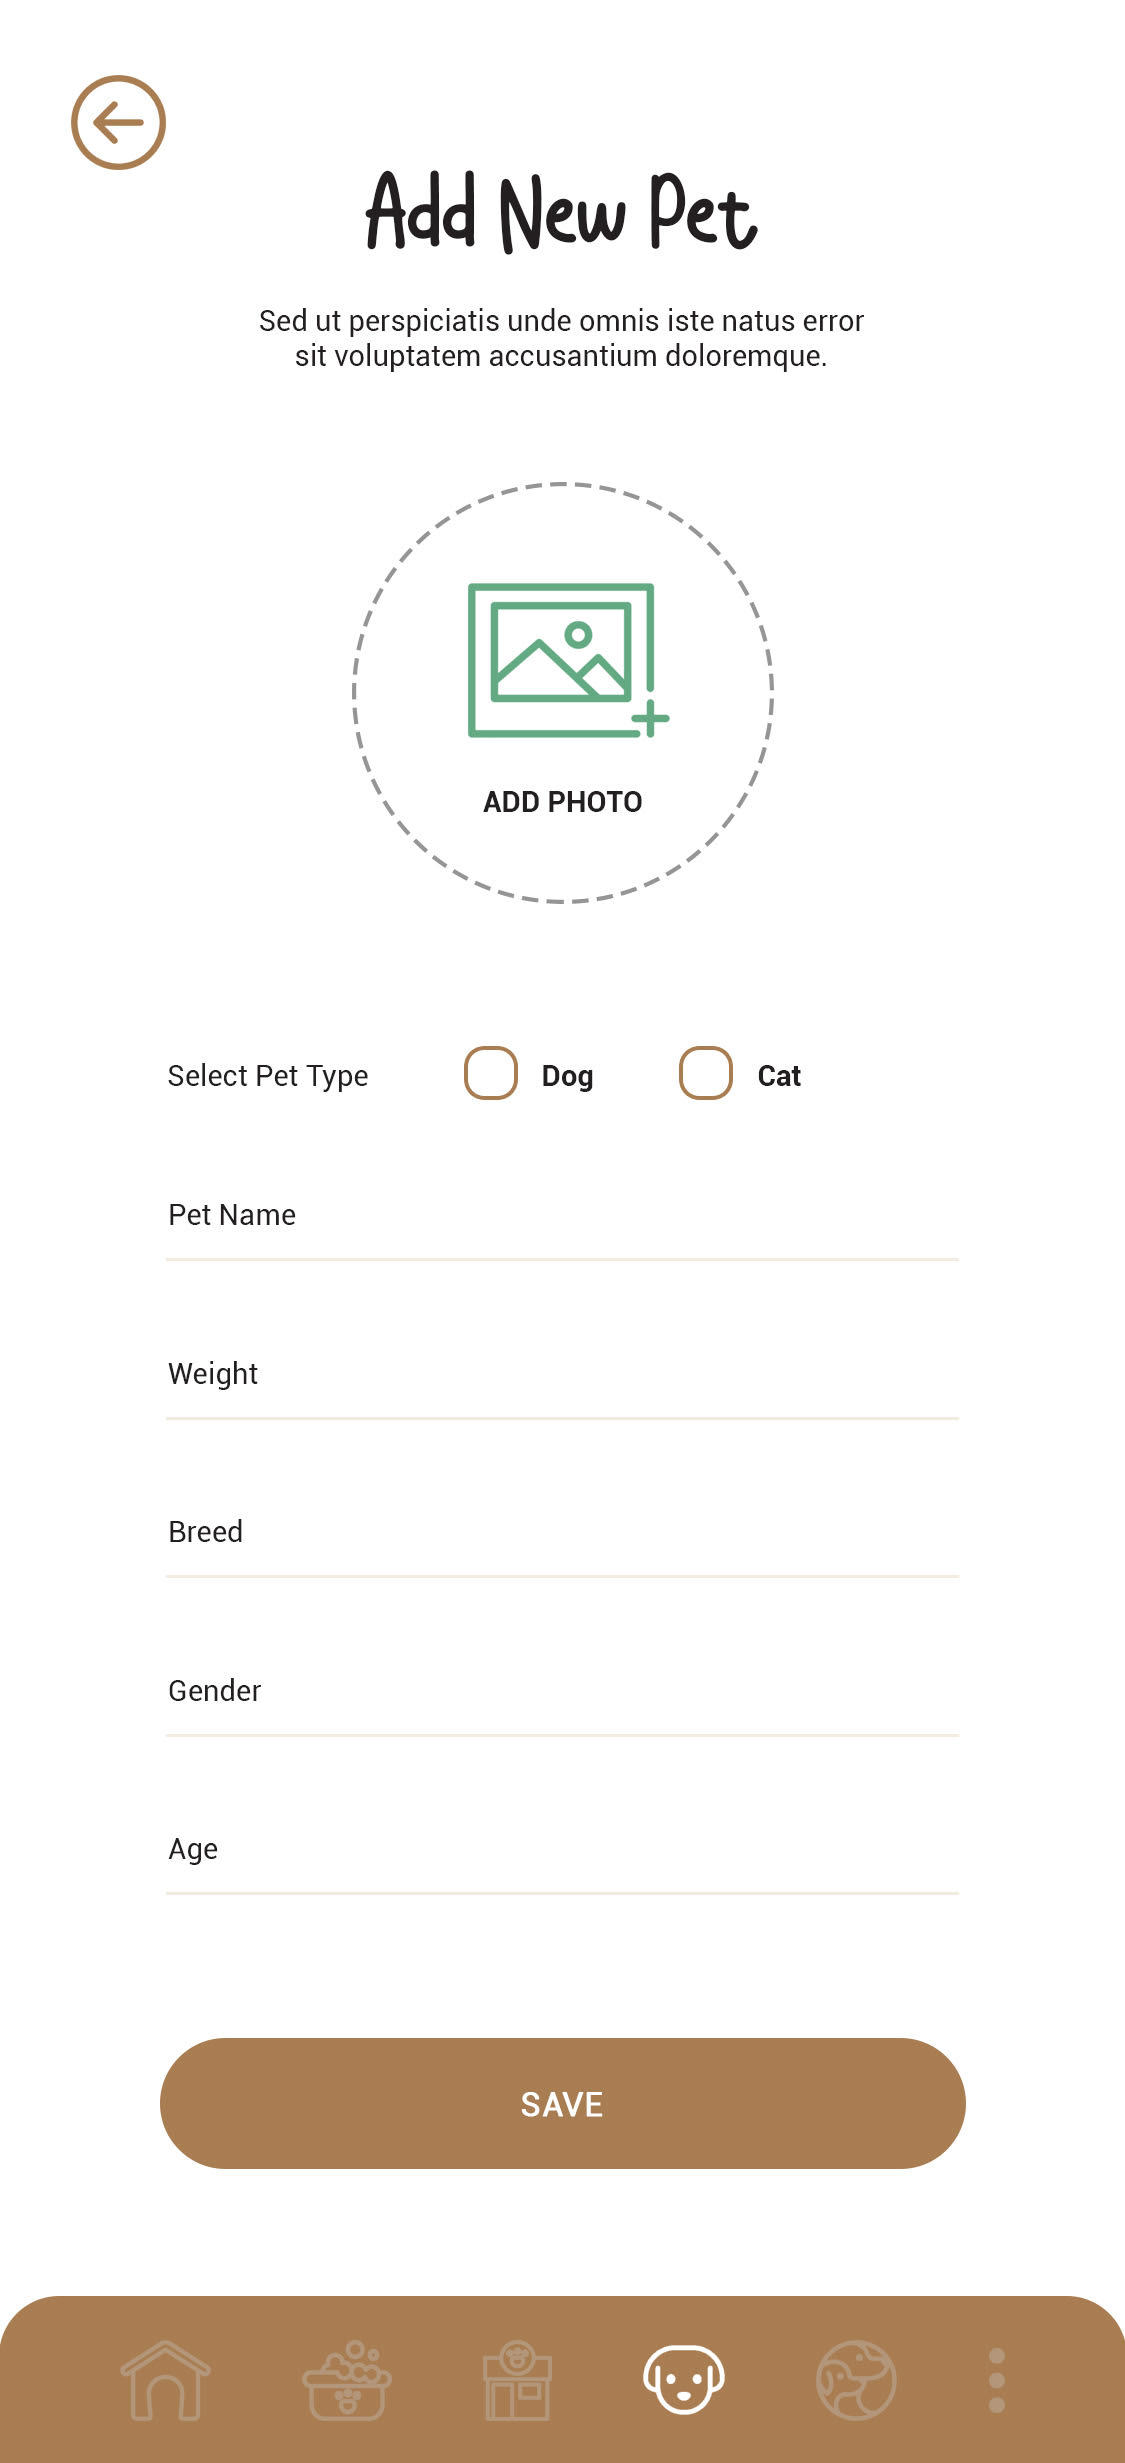 Add New Pet
Sed ut perspiciatis unde omnis iste natus error
sit voluptatem accusantium doloremque.
ADD PHOTO
Select Pet Type Dog Cat
Pet Name
Weight
Breed
Gender
Age
SAVE